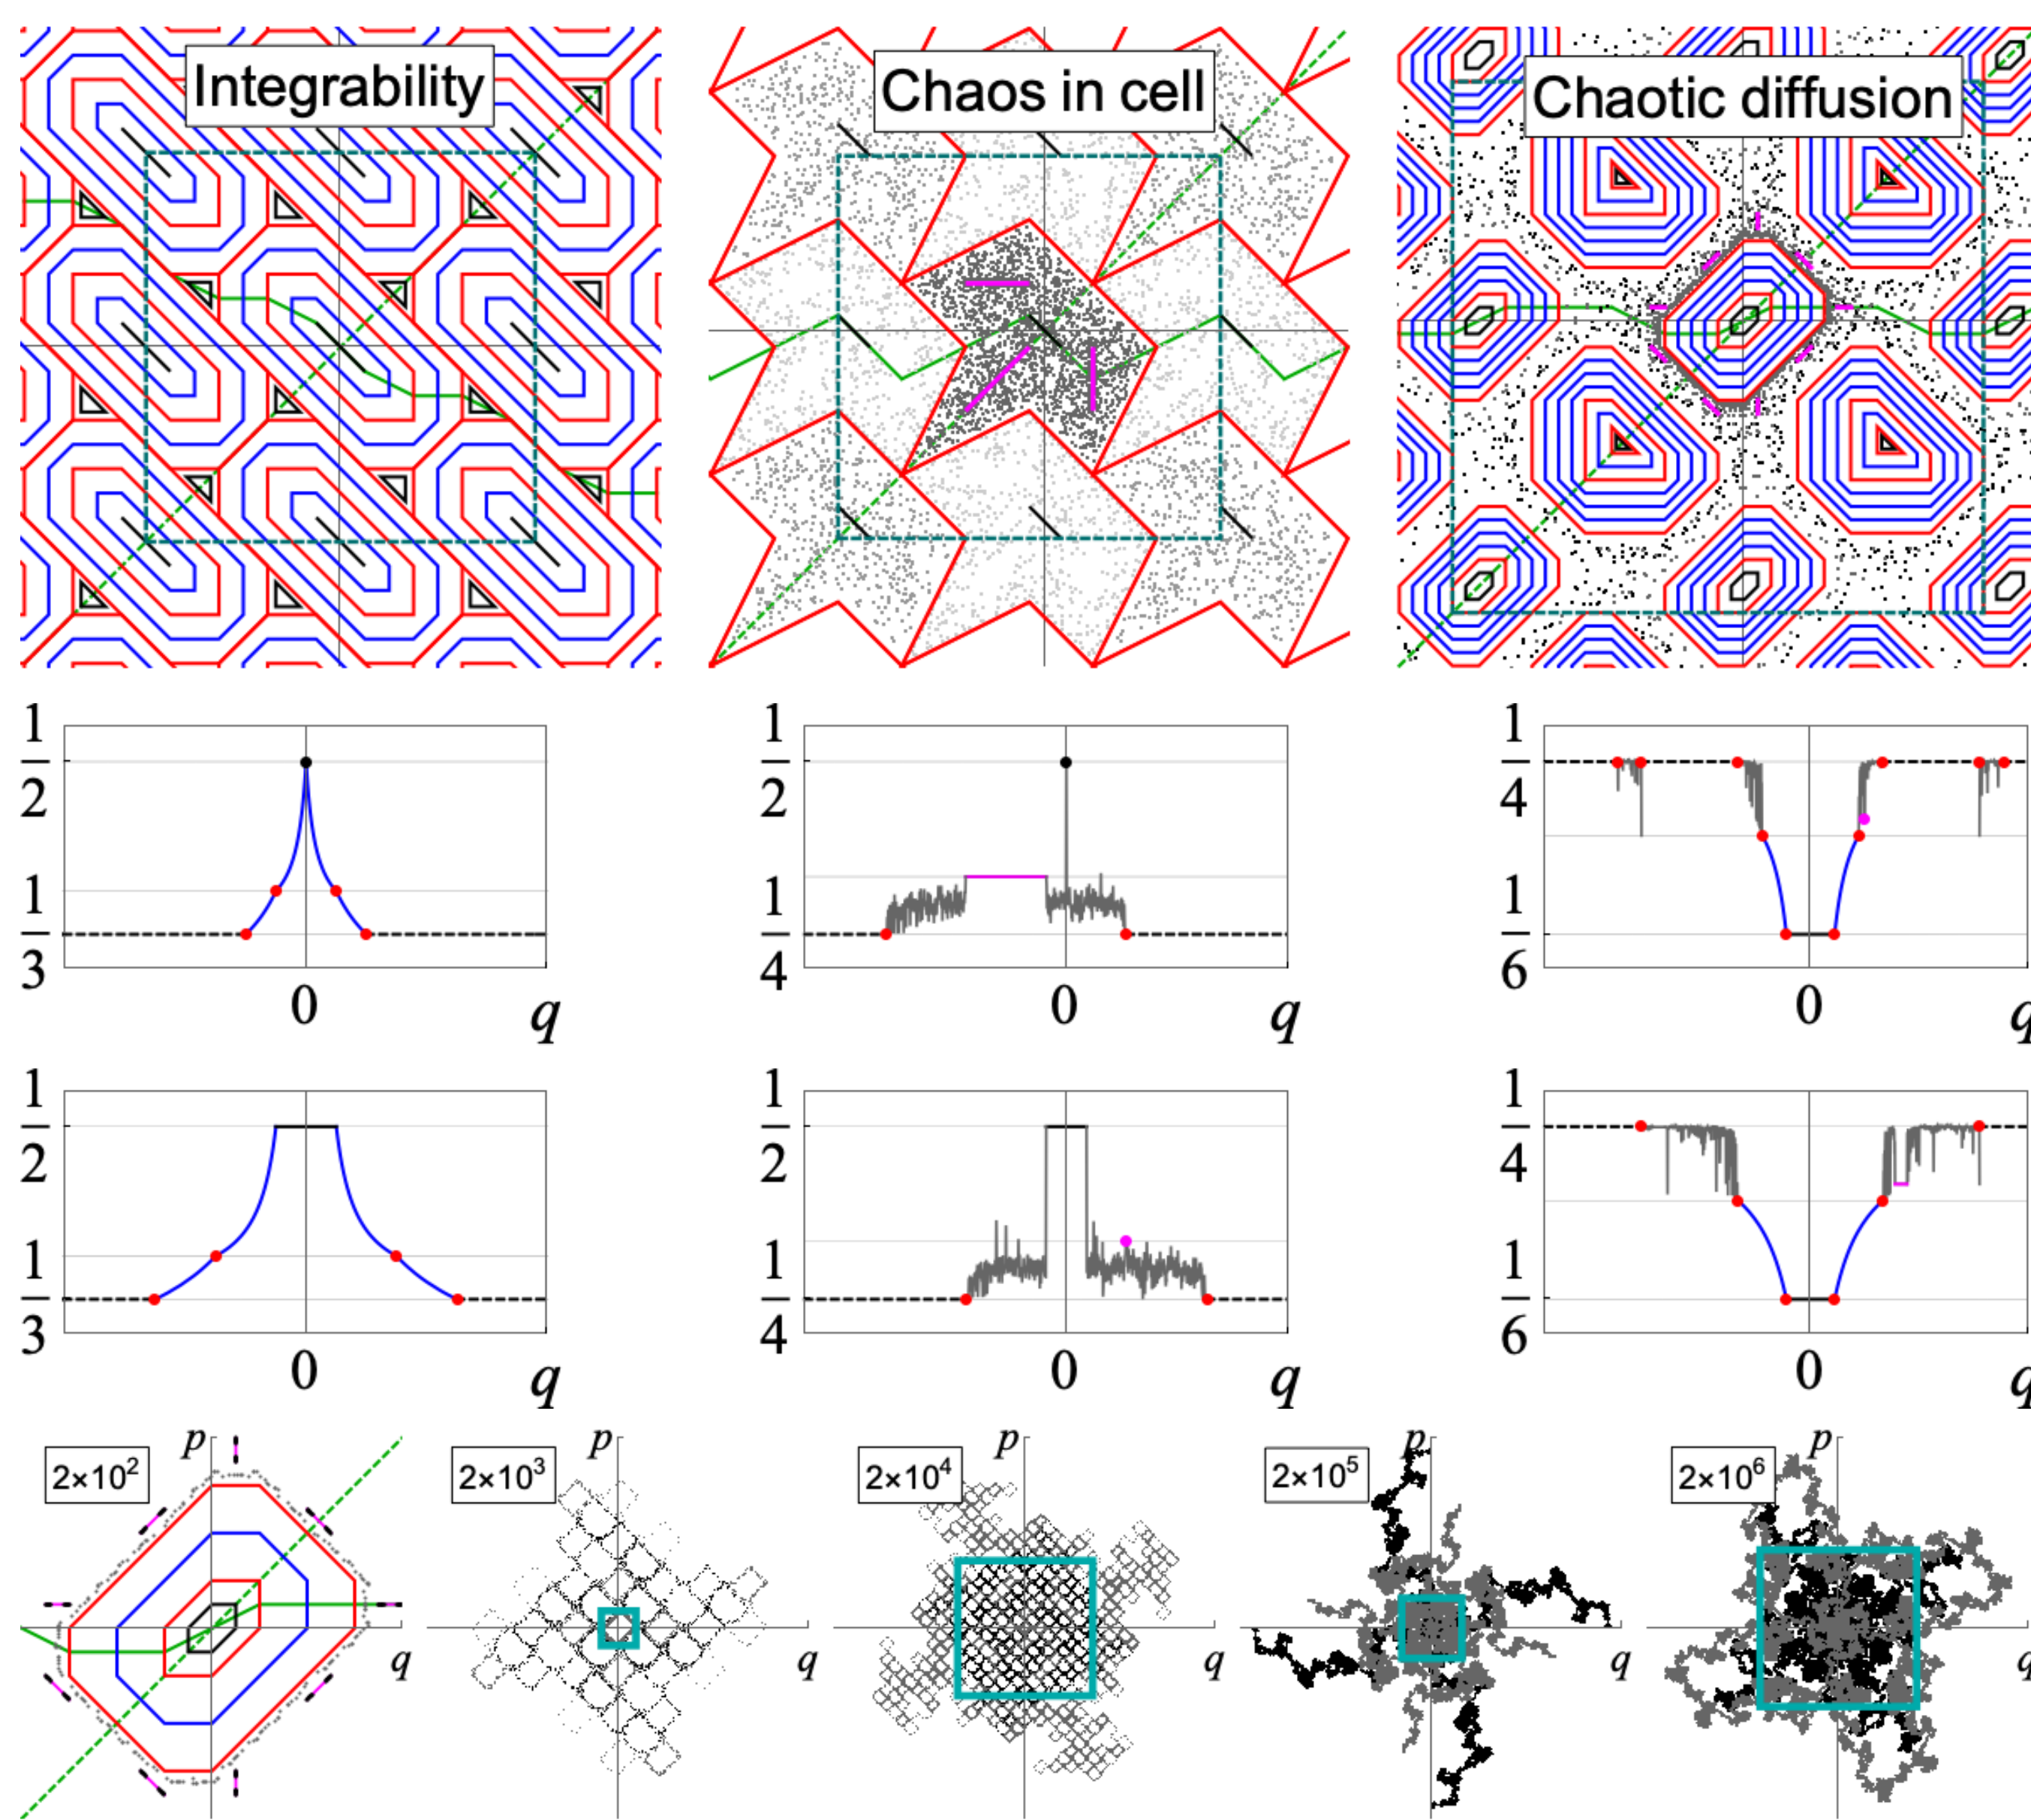 Integrability
Chaos in cell
Chaotic diffusion
1
2
1
3
0
q
1
2
1
4
0
q
1
4
1
6
0
q
1
2
1
3
0
q
1
2
1
4
0
q
1
4
1
6
0
q
2×10²
p
q
2×10³
p
q
2×10⁴
p
q
2×10⁵
p
q
2×10⁶
p
q